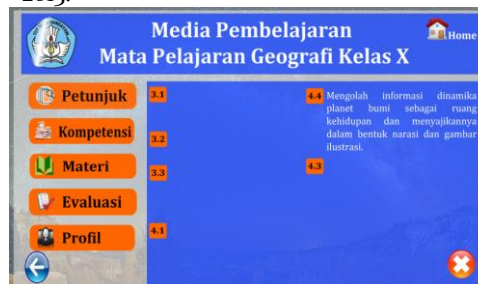 Media Pembelajaran
Mata Pelajaran Geografi Kelas X
Home
Petunjuk
Kompetensi
Materi
Evaluasi
Profil
3.1
3.2
3.3
4.1
4.4 Mengolah informasi dinamika
planet bumi sebagai ruang
kehidupan dan menyajikannya
dalam bentuk narasi dan gambar
ilustrasi.
4.3